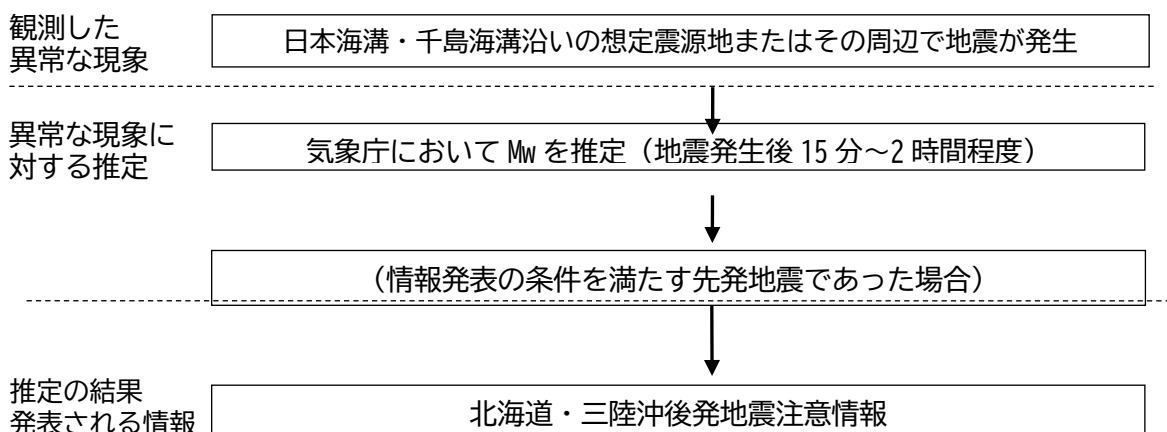 観測した
異常な現象
日本海溝・千島海溝沿いの想定震源地またはその周辺で地震が発生
異常な現象に
対する推定
気象庁において Mw を推定（地震発生後 15 分～2 時間程度）
（情報発表の条件を満たす先発地震であった場合）
推定の結果
発表される情報
北海道・三陸沖後発地震注意情報